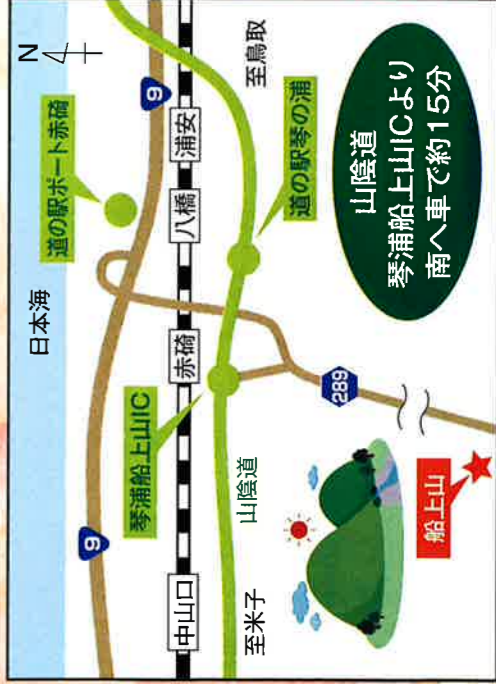 N
日本海
道の駅ポート赤碕
9
9
琴浦船上山IC
中山口
赤碕
八橋
浦安
至米子
山陰道
至鳥取
道の駅琴の浦
289
船上山
山陰道
琴浦船上山ICより
南へ車で約15分